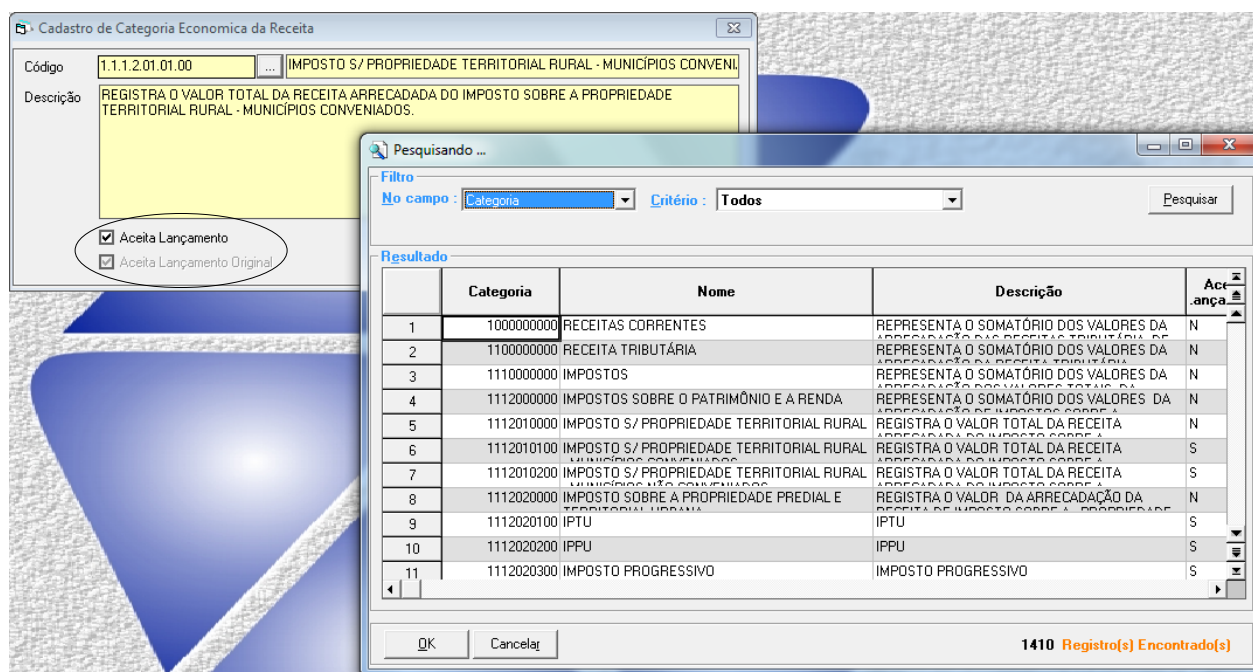 Cadastro de Categoria Economica da Receita
Código 1.1.1.2.01.01.00 ... IMPOSTO S/ PROPRIEDADE TERRITORIAL RURAL - MUNICÍPIOS CONVENI
Descrição REGISTRA O VALOR TOTAL DA RECEITA ARRECADADA DO IMPOSTO SOBRE A PROPRIEDADE
TERRITORIAL RURAL - MUNICÍPIOS CONVENIADOS.
Aceita Lançamento
Aceita Lançamento Original
Pesquisando ...
Filtro
No campo : Categoria Critério : Todos Pesquisar
Resultado
Categoria Nome Descrição Ace
.ança
1 1000000000 RECEITAS CORRENTES REPRESENTA O SOMATÓRIO DOS VALORES DA N
2 1100000000 RECEITA TRIBUTÁRIA REPRESENTA O SOMATÓRIO DOS VALORES DA N
3 1110000000 IMPOSTOS REPRESENTA O SOMATÓRIO DOS VALORES DA N
4 1112000000 IMPOSTOS SOBRE O PATRIMÔNIO E A RENDA REPRESENTA O SOMATÓRIO DOS VALORES DA N
5 1112010000 IMPOSTO S/ PROPRIEDADE TERRITORIAL RURAL REGISTRA O VALOR TOTAL DA RECEITA N
6 1112010100 IMPOSTO S/ PROPRIEDADE TERRITORIAL RURAL REGISTRA O VALOR TOTAL DA RECEITA S
7 1112010200 IMPOSTO S/ PROPRIEDADE TERRITORIAL RURAL REGISTRA O VALOR TOTAL DA RECEITA S
8 1112020000 IMPOSTO SOBRE A PROPRIEDADE PREDIAL E REGISTRA O VALOR DA ARRECADAÇÃO DA N
9 1112020100 IPTU IPTU S
10 1112020200 IPPU IPPU S
11 1112020300 IMPOSTO PROGRESSIVO IMPOSTO PROGRESSIVO S
OK Cancelar 1410 Registro(s) Encontrado(s)